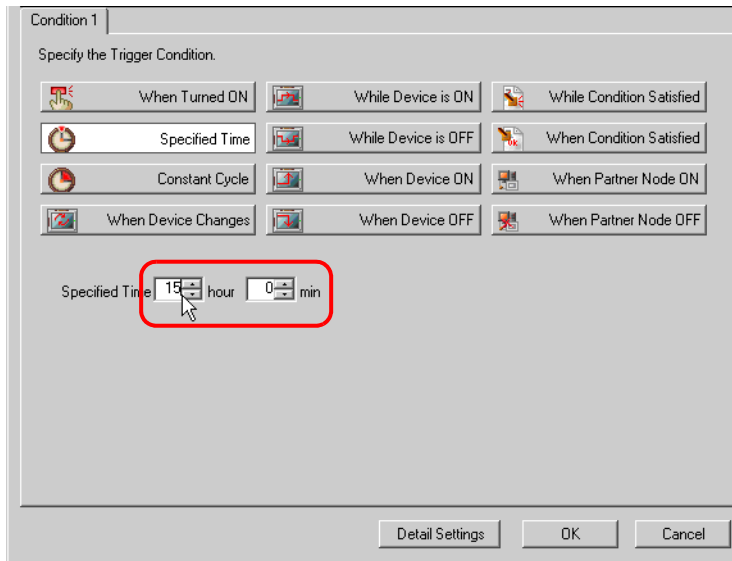 Condition 1
Specify the Trigger Condition.
When Turned ON While Device is ON While Condition Satisfied
Specified Time While Device is OFF OK When Condition Satisfied
Constant Cycle When Device ON When Partner Node ON
When Device Changes When Device OFF When Partner Node OFF
Specified Time 15 hour 0 min
Detail Settings OK Cancel